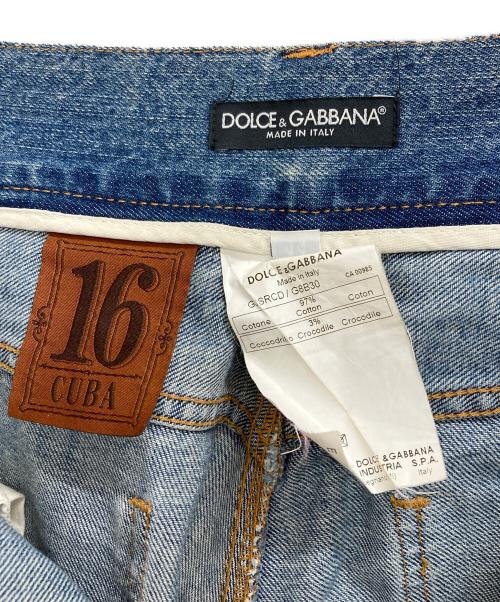 DOLCE & GABBANA®
MADE IN ITALY
16
CUBA
DOLCE & GABBANA
Made in Italy
CA 00985
G8B30
97%
Cotone Cotton Coton
3%
Coccodrillo Crocodile Crocodile
DOLCE & GABBANA
INDUSTRIA S.P.A.
Italy